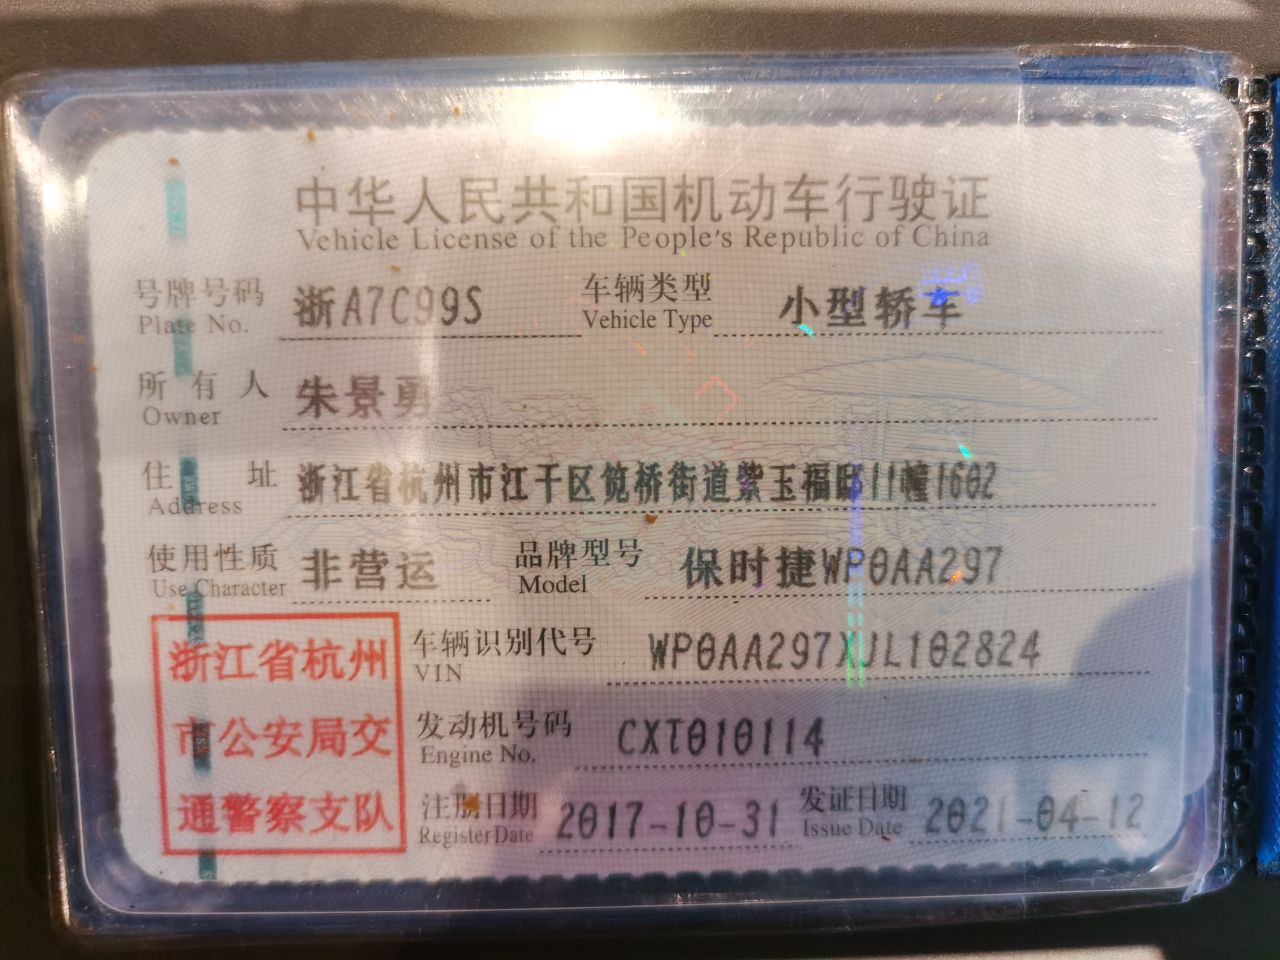 中华人民共和国机动车行驶证
Vehicle License of the People's Republic of China
号牌号码 浙A7C99S 车辆类型 小型轿车
Plate No. Vehicle Type
所有人 朱景勇
Owner
住址 浙江省杭州市江干区笕桥街道紫玉福邸11幢1602
Address
使用性质 非营运 品牌型号 保时捷WP0AA297
Use Character Model
浙江省杭州
市公安局交
通警察支队
车辆识别代号 WP0AA297XJL102824
VIN
发动机号码 CXT010114
Engine No.
注册日期 2017-10-31 发证日期 2021-04-12
Register Date Issue Date